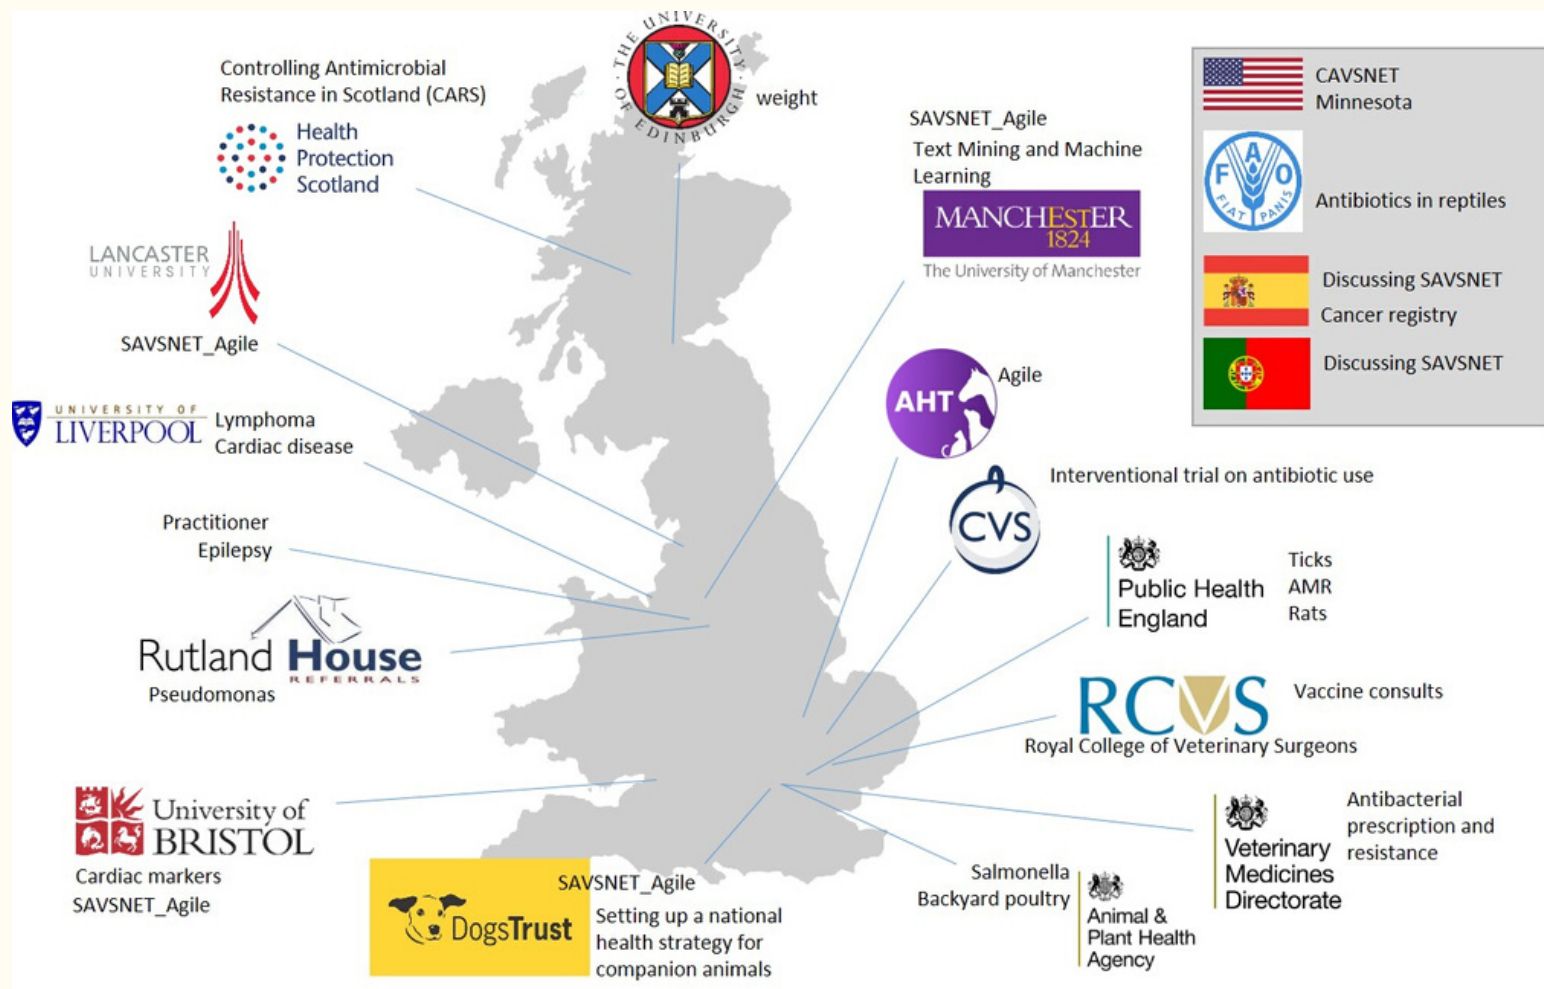 Controlling Antimicrobial
Resistance in Scotland (CARS)
Health
Protection
Scotland
THE UNIVERSITY OF EDINBURGH
weight
SAVSNET_Agile
Text Mining and Machine
Learning
MANCHEsTER
1824
The University of Manchester
CAVSNET
Minnesota
F A O
FIAT PANIS
Antibiotics in reptiles
Discussing SAVSNET
Cancer registry
Discussing SAVSNET
LANCASTER
UNIVERSITY
SAVSNET_Agile
UNIVERSITY OF
LIVERPOOL
Lymphoma
Cardiac disease
AHT
Agile
CVS
Interventional trial on antibiotic use
Practitioner
Epilepsy
Public Health
England
Ticks
AMR
Rats
Rutland House
REFERRALS
Pseudomonas
RCVS
Vaccine consults
Royal College of Veterinary Surgeons
University of
BRISTOL
Cardiac markers
SAVSNET_Agile
DogsTrust
SAVSNET_Agile
Setting up a national
health strategy for
companion animals
Salmonella
Backyard poultry
Animal &
Plant Health
Agency
Veterinary
Medicines
Directorate
Antibacterial
prescription and
resistance